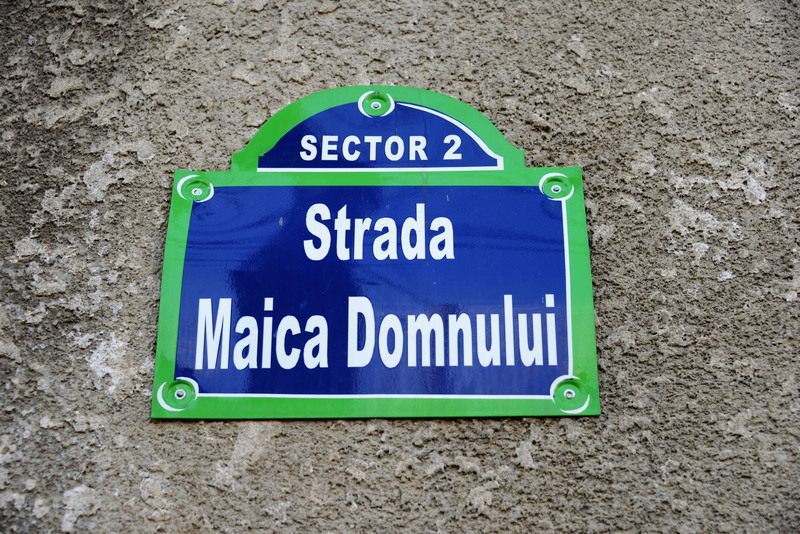 SECTOR 2
Strada
Maica Domnului